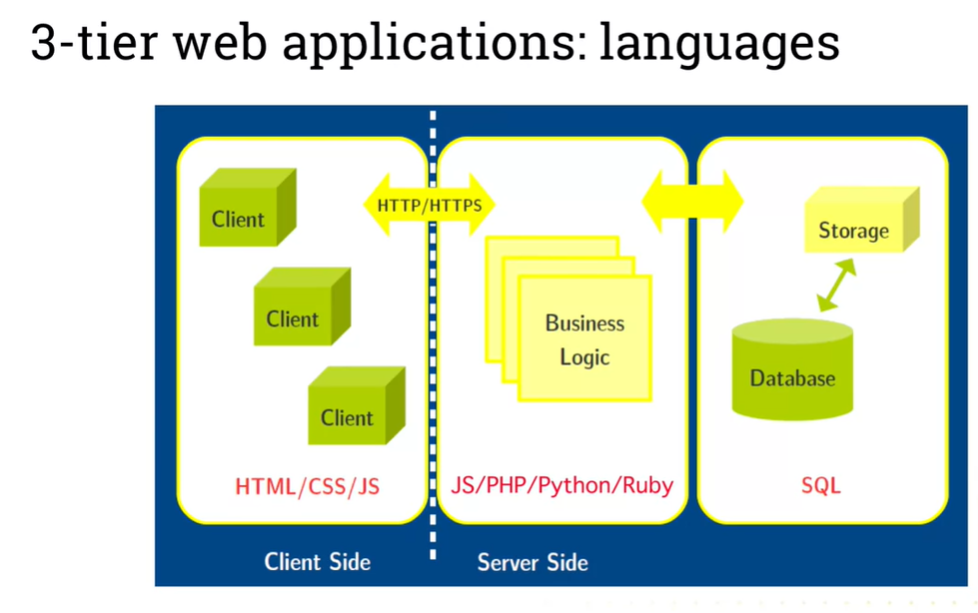 3-tier web applications: languages
Client
Client
Client
HTML/CSS/JS
HTTP/HTTPS
Business
Logic
JS/PHP/Python/Ruby
Storage
Database
SQL
Client Side
Server Side